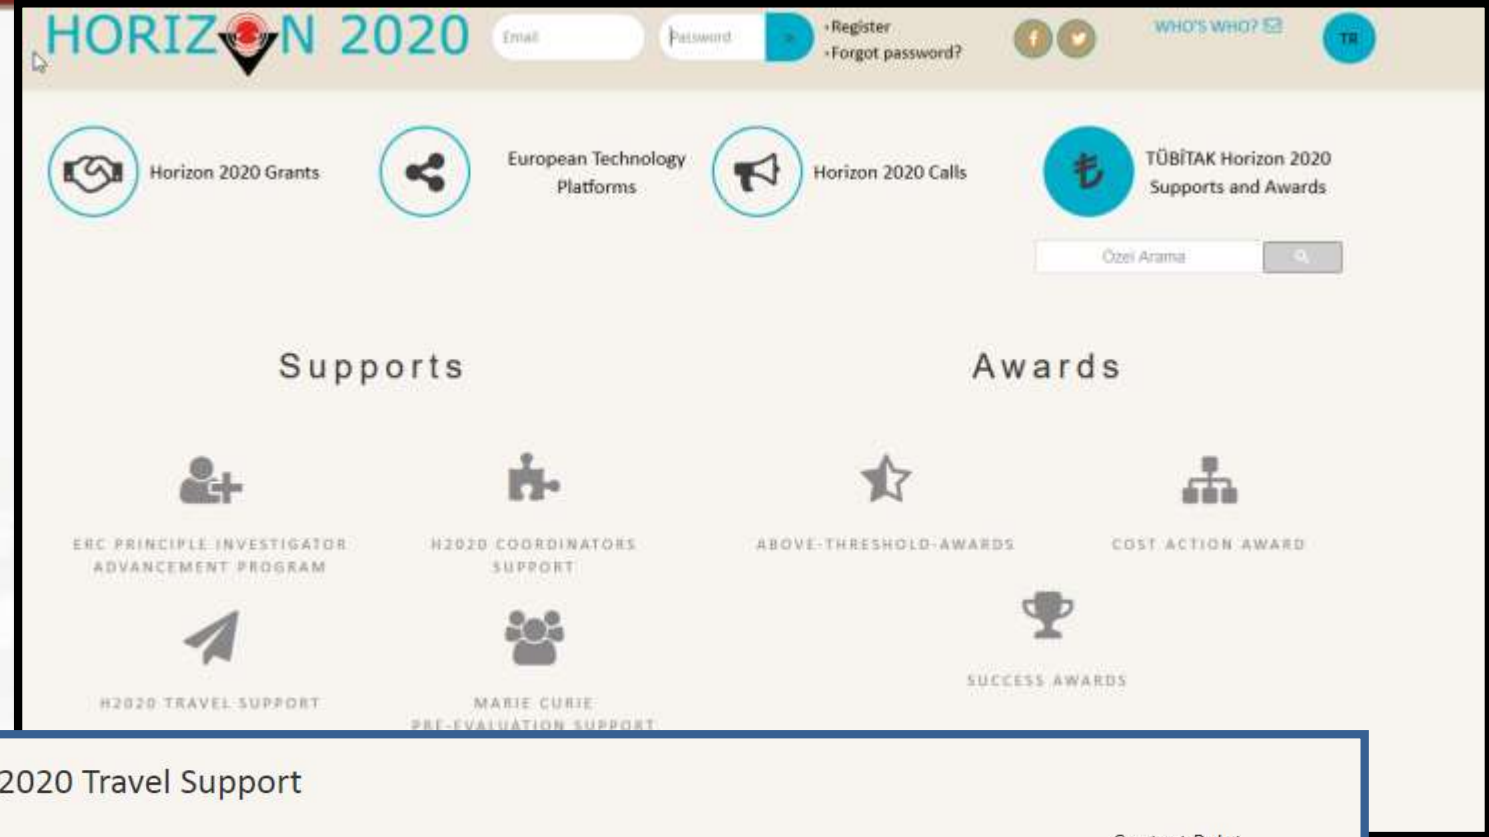 HORIZON 2020
Email
Password
»
Register
Forgot password?
WHO'S WHO?
TR
Horizon 2020 Grants
European Technology
Platforms
Horizon 2020 Calls
TÜBİTAK Horizon 2020
Supports and Awards
Özel Arama
Supports
Awards
ERC PRINCIPLE INVESTIGATOR
ADVANCEMENT PROGRAM
H2020 COORDINATORS
SUPPORT
ABOVE-THRESHOLD-AWARDS
COST ACTION AWARD
H2020 TRAVEL SUPPORT
MARIE CURIE
PRE-EVALUATION SUPPORT
SUCCESS AWARDS
2020 Travel Support